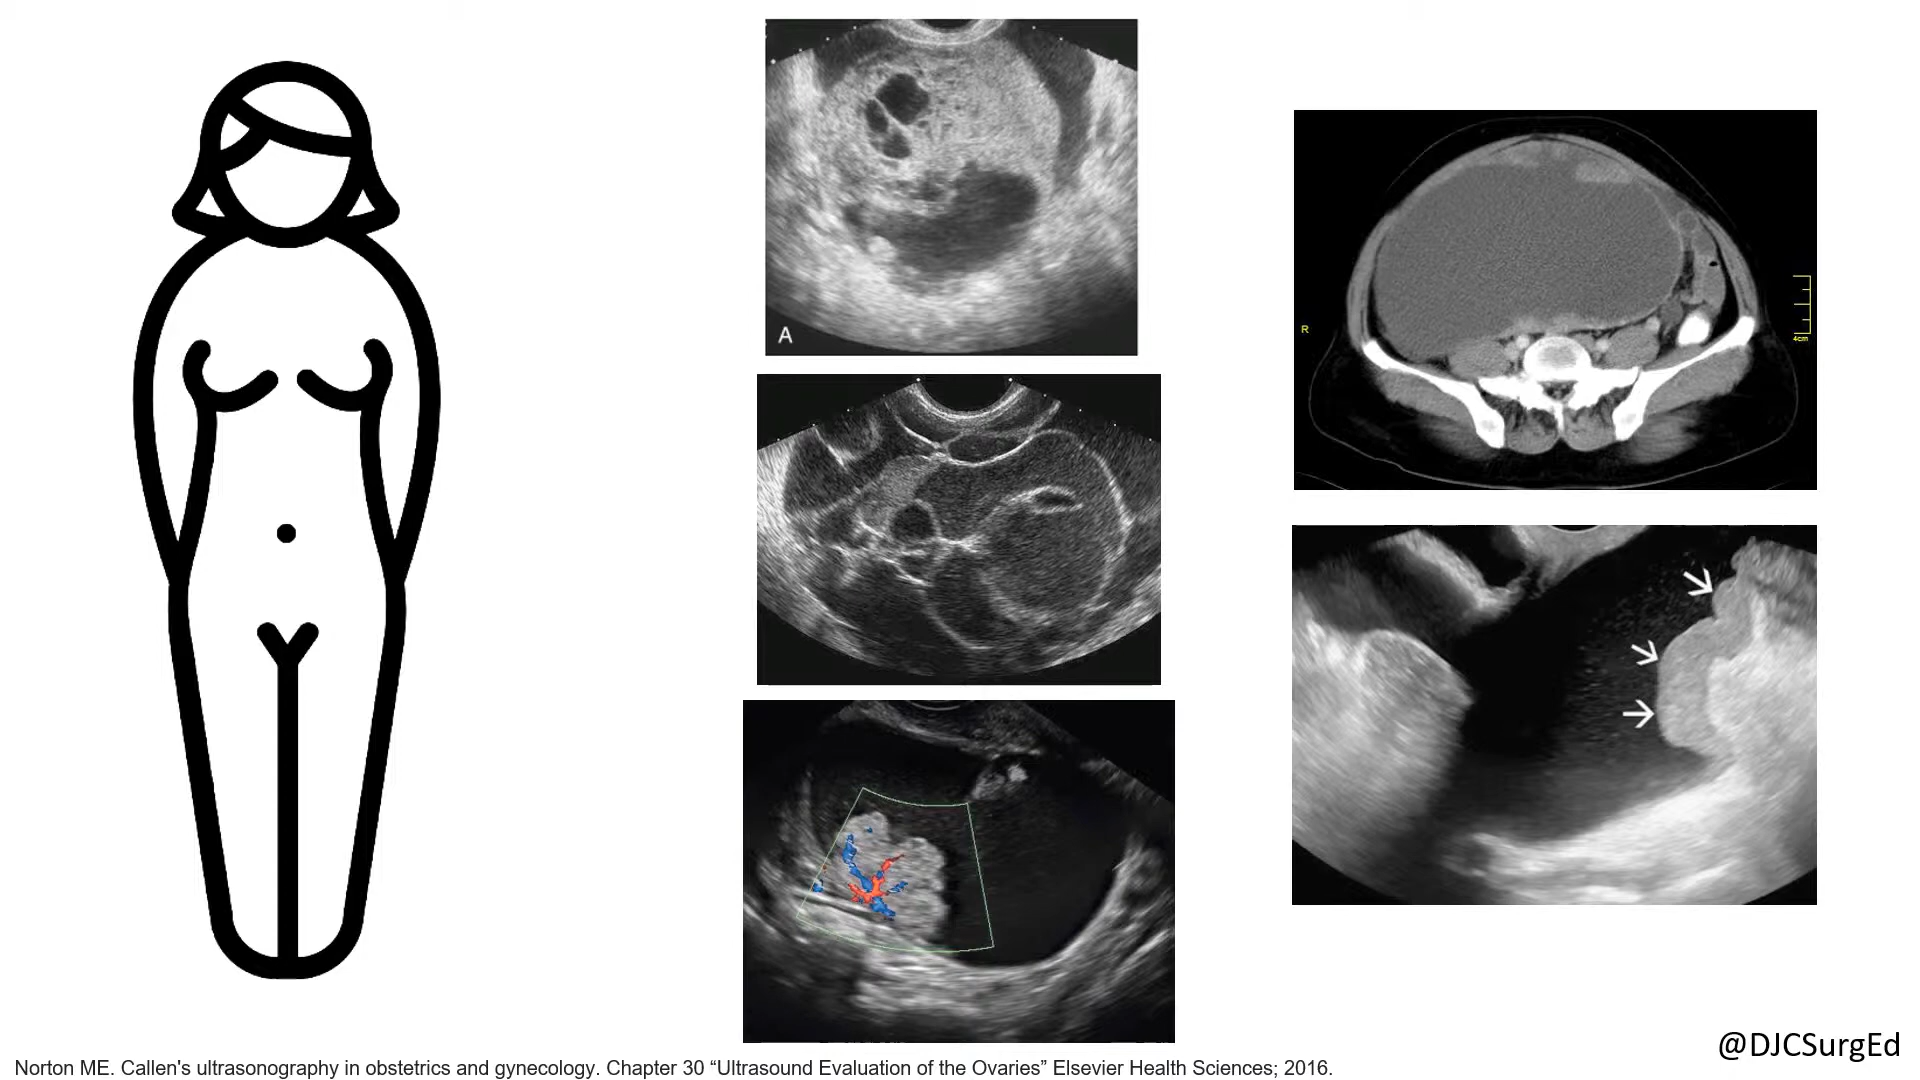 A
R
4cm
@DJCSurgEd
Norton ME. Callen's ultrasonography in obstetrics and gynecology. Chapter 30 “Ultrasound Evaluation of the Ovaries” Elsevier Health Sciences; 2016.